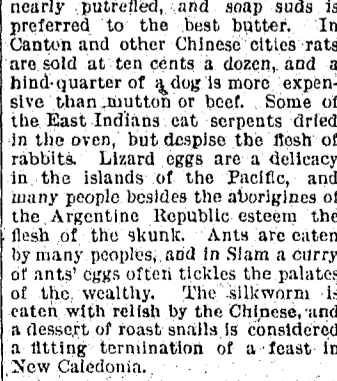 nearly putrefied, and soap suds is
preferred to the best butter. In
Canton and other Chinese cities rats
are sold at ten cents a dozen, and a
hind-quarter of a dog is more expen-
sive than mutton or beef. Some of
the East Indians eat serpents dried
in the oven, but despise the flesh of
rabbits. Lizard eggs are a delicacy
in the islands of the Pacific, and
many people besides the aborigines of
the Argentine Republic esteem the
flesh of the skunk. Ants are eaten
by many peoples, and in Siam a curry
of ants' eggs often tickles the palates
of the wealthy. The silkworm is
eaten with relish by the Chinese, and
a dessert of roast snails is considered
a fitting termination of a feast in
New Caledonia.